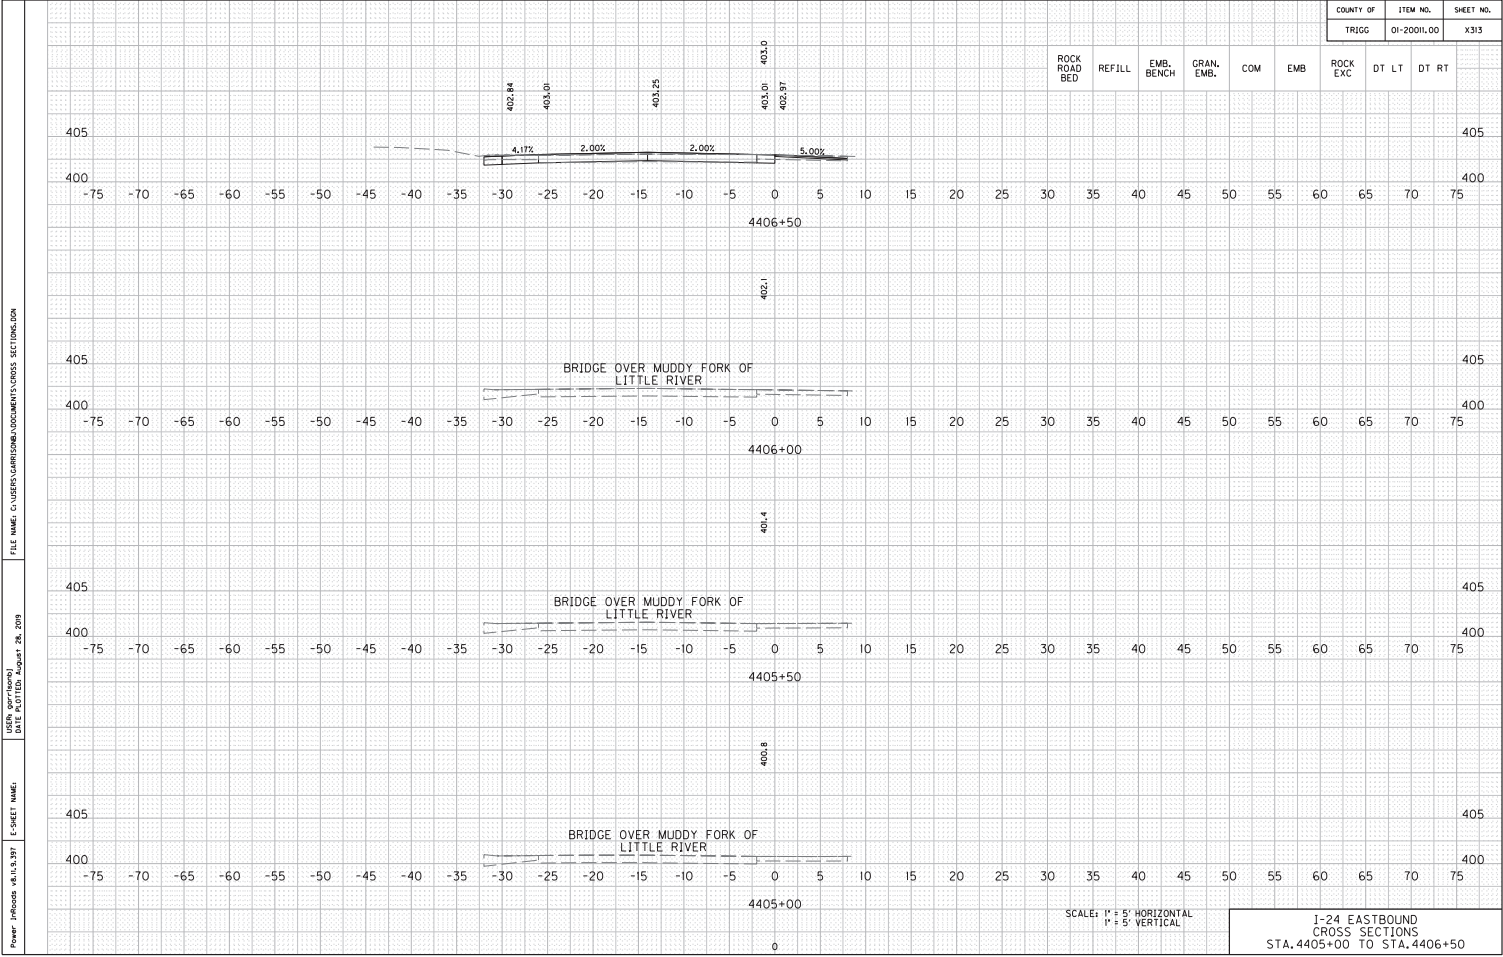 COUNTY OF ITEM NO. SHEET NO.
TRIGG 01-20011.00 X313
ROCK ROAD BED REFILL EMB. BENCH GRAN. EMB. COM EMB ROCK EXC DT LT DT RT
403.0
402.84 403.01 403.25 403.01 402.97
405 405
4.17% 2.00% 2.00% 5.00%
400 400
-75 -70 -65 -60 -55 -50 -45 -40 -35 -30 -25 -20 -15 -10 -5 0 5 10 15 20 25 30 35 40 45 50 55 60 65 70 75
4406+50
402.1
405 405
BRIDGE OVER MUDDY FORK OF
LITTLE RIVER
400 400
-75 -70 -65 -60 -55 -50 -45 -40 -35 -30 -25 -20 -15 -10 -5 0 5 10 15 20 25 30 35 40 45 50 55 60 65 70 75
4406+00
401.4
405 405
BRIDGE OVER MUDDY FORK OF
LITTLE RIVER
400 400
-75 -70 -65 -60 -55 -50 -45 -40 -35 -30 -25 -20 -15 -10 -5 0 5 10 15 20 25 30 35 40 45 50 55 60 65 70 75
4405+50
400.8
405 405
BRIDGE OVER MUDDY FORK OF
LITTLE RIVER
400 400
-75 -70 -65 -60 -55 -50 -45 -40 -35 -30 -25 -20 -15 -10 -5 0 5 10 15 20 25 30 35 40 45 50 55 60 65 70 75
4405+00
0
SCALE: 1" = 5' HORIZONTAL
1" = 5' VERTICAL
I-24 EASTBOUND
CROSS SECTIONS
STA. 4405+00 TO STA. 4406+50
FILE NAME: C:\USERS\GARRISONBJ\DOCUMENTS\CROSS SECTIONS.DGN
USER: garrisonbj
DATE PLOTTED: August 28, 2019
E-SHEET NAME:
Power InRoads v8.11.9.397